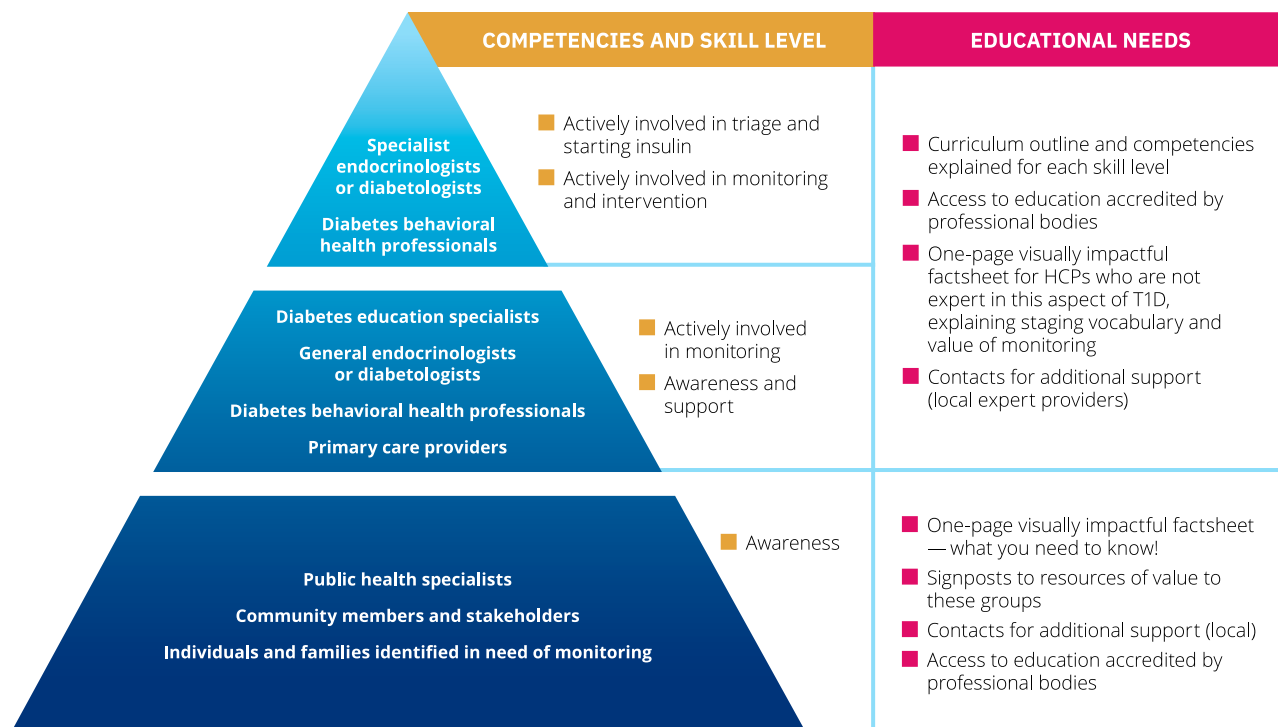 COMPETENCIES AND SKILL LEVEL
EDUCATIONAL NEEDS
Specialist
endocrinologists
or diabetologists
Diabetes behavioral
health professionals
Actively involved in triage and
starting insulin
Actively involved in monitoring
and intervention
Diabetes education specialists
General endocrinologists
or diabetologists
Diabetes behavioral health professionals
Primary care providers
Actively involved
in monitoring
Awareness and
support
Curriculum outline and competencies
explained for each skill level
Access to education accredited by
professional bodies
One-page visually impactful
factsheet for HCPs who are not
expert in this aspect of T1D,
explaining staging vocabulary and
value of monitoring
Contacts for additional support
(local expert providers)
Public health specialists
Community members and stakeholders
Individuals and families identified in need of monitoring
Awareness
One-page visually impactful factsheet
— what you need to know!
Signposts to resources of value to
these groups
Contacts for additional support (local)
Access to education accredited by
professional bodies